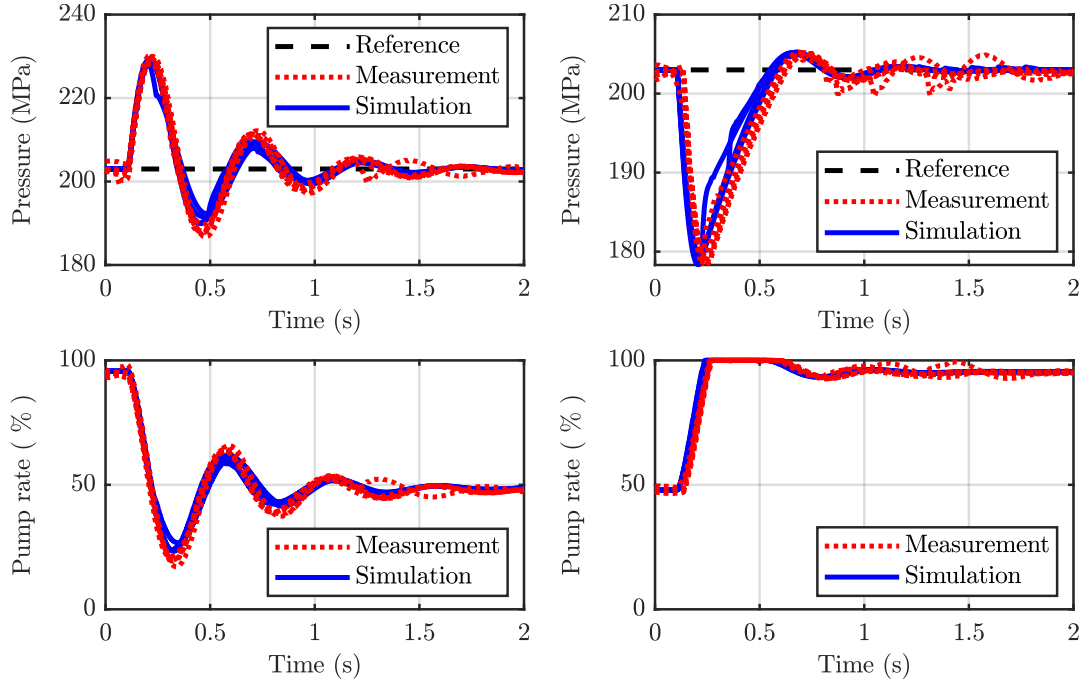 240
220
200
180
Pressure (MPa)
Reference
Measurement
Simulation
0 0.5 1 1.5 2
Time (s)
210
200
190
180
Pressure (MPa)
Reference
Measurement
Simulation
0 0.5 1 1.5 2
Time (s)
100
50
0
Pump rate ( % )
Measurement
Simulation
0 0.5 1 1.5 2
Time (s)
100
50
0
Pump rate ( % )
Measurement
Simulation
0 0.5 1 1.5 2
Time (s)